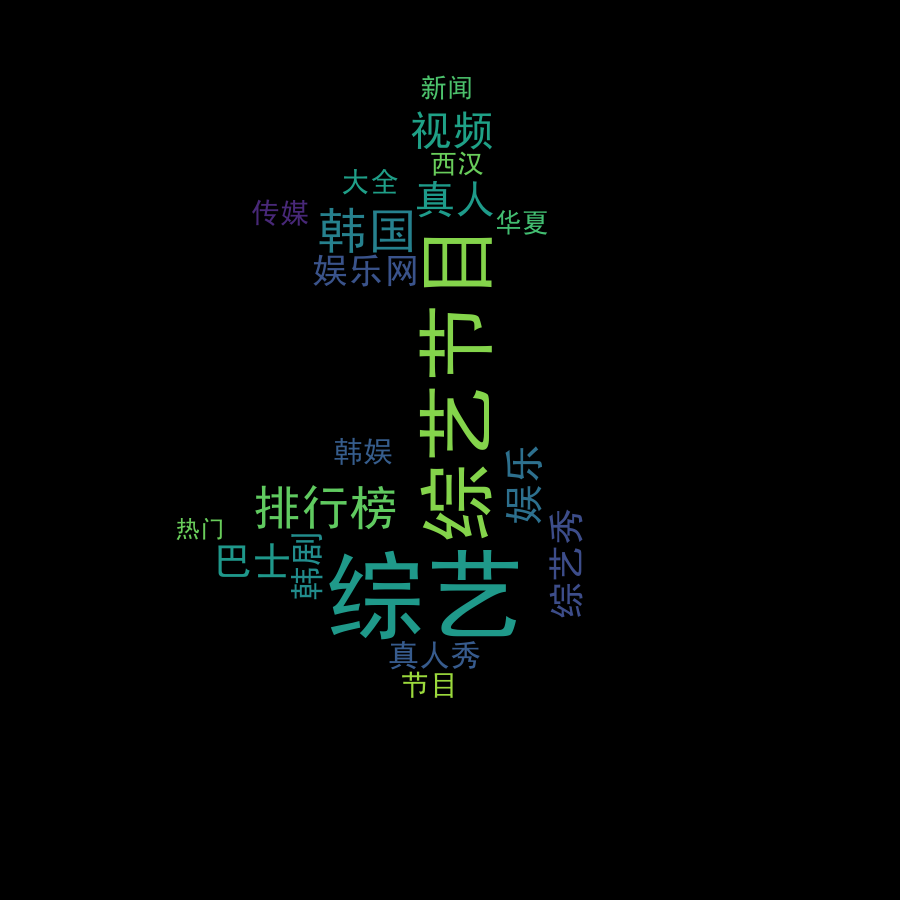 新闻
视频
西汉
大全
真人
传媒
华夏
韩国
综艺节目
娱乐网
韩娱
娱乐
排行榜
综艺秀
热门
巴士
韩剧
综艺
真人秀
节目